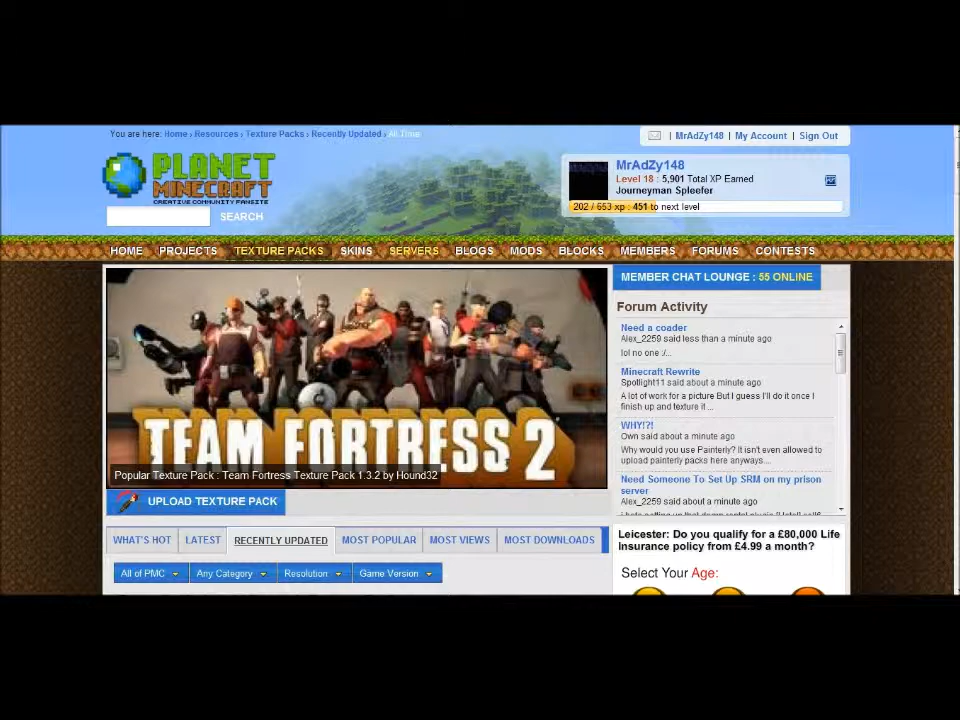 You are here: Home › Resources › Texture Packs › Recently Updated › All Time
| MrAdZy148 | My Account | Sign Out
PLANET
MINECRAFT
CREATIVE COMMUNITY FANSITE
SEARCH
MrAdZy148
Level 18 : 5,901 Total XP Earned
Journeyman Spleefer
202 / 653 xp : 451 to next level
HOME PROJECTS TEXTURE PACKS SKINS SERVERS BLOGS MODS BLOCKS MEMBERS FORUMS CONTESTS
TEAM FORTRESS 2
Popular Texture Pack : Team Fortress Texture Pack 1.3.2 by Hound32
UPLOAD TEXTURE PACK
WHAT'S HOT LATEST RECENTLY UPDATED MOST POPULAR MOST VIEWS MOST DOWNLOADS
All of PMC Any Category Resolution Game Version
MEMBER CHAT LOUNGE : 55 ONLINE
Forum Activity
Need a coader
Alex_2259 said less than a minute ago
lol no one :/...
Minecraft Rewrite
Spotlight11 said about a minute ago
A lot of work for a picture But I guess I'll do it once I
finish up and texture it ...
WHY!?!
Own said about a minute ago
Why would you use Painterly? It isn't even allowed to
upload painterly packs here anyways....
Need Someone To Set Up SRM on my prison
server
Alex_2259 said about a minute ago
Leicester: Do you qualify for a £80,000 Life
Insurance policy from £4.99 a month?
Select Your Age: